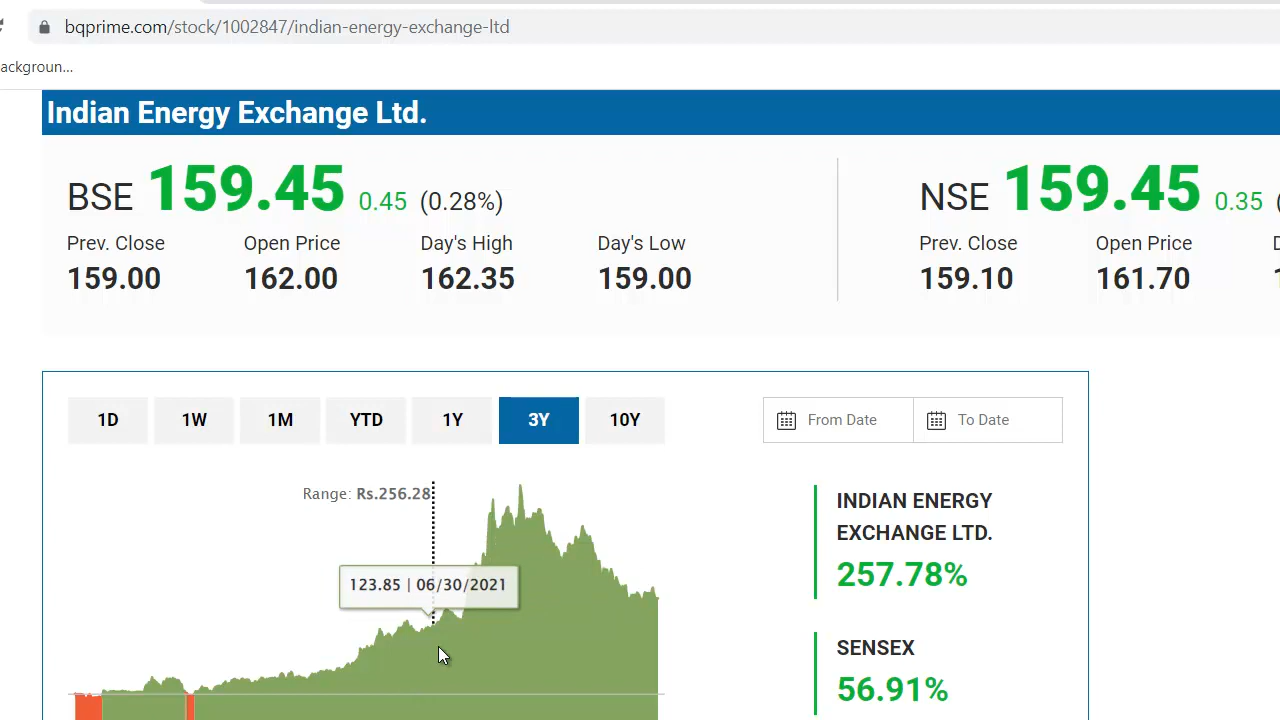 bqprime.com/stock/1002847/indian-energy-exchange-ltd
ackgroun...
Indian Energy Exchange Ltd.
BSE 159.45 0.45 (0.28%)
Prev. Close Open Price Day's High Day's Low
159.00 162.00 162.35 159.00
NSE 159.45 0.35 (
Prev. Close Open Price D
159.10 161.70 1
1D 1W 1M YTD 1Y 3Y 10Y
From Date To Date
Range: Rs.256.28
123.85 | 06/30/2021
INDIAN ENERGY
EXCHANGE LTD.
257.78%
SENSEX
56.91%